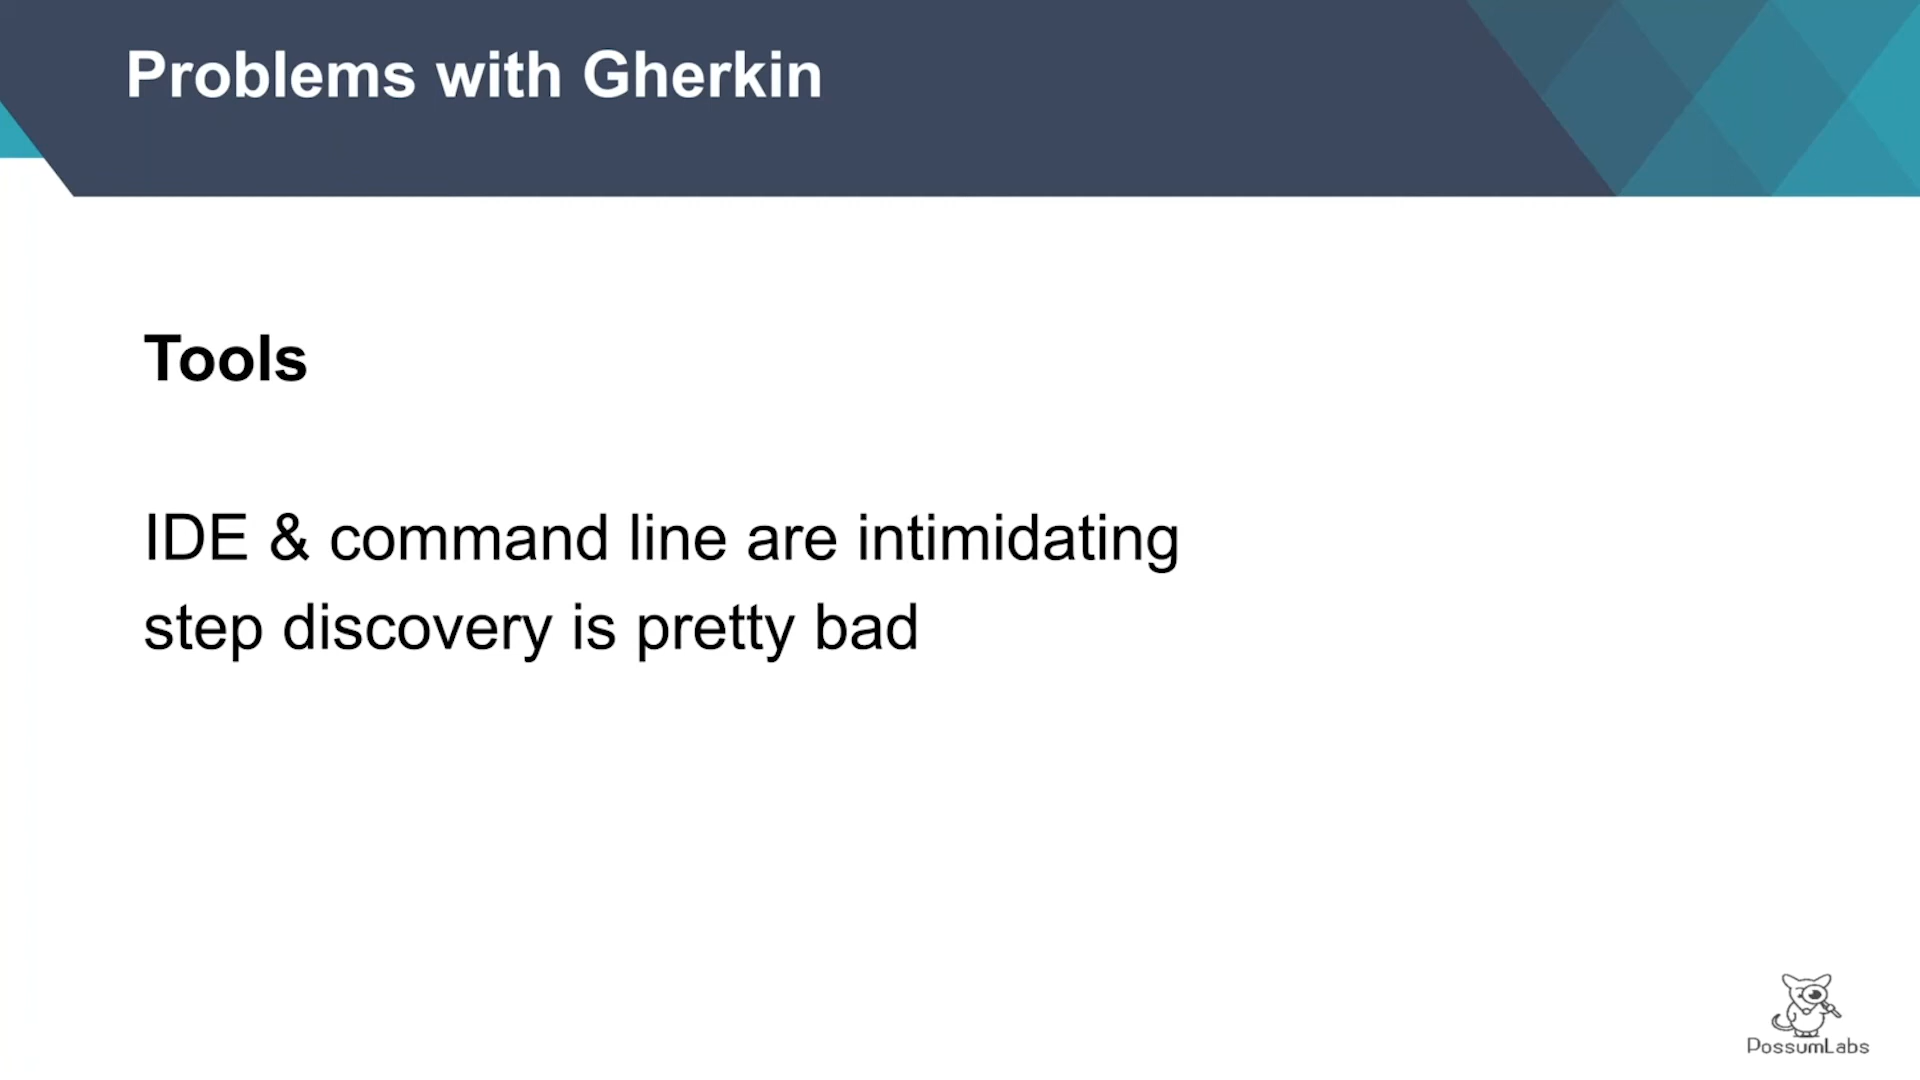 Problems with Gherkin
Tools
IDE & command line are intimidating
step discovery is pretty bad
PossumLabs